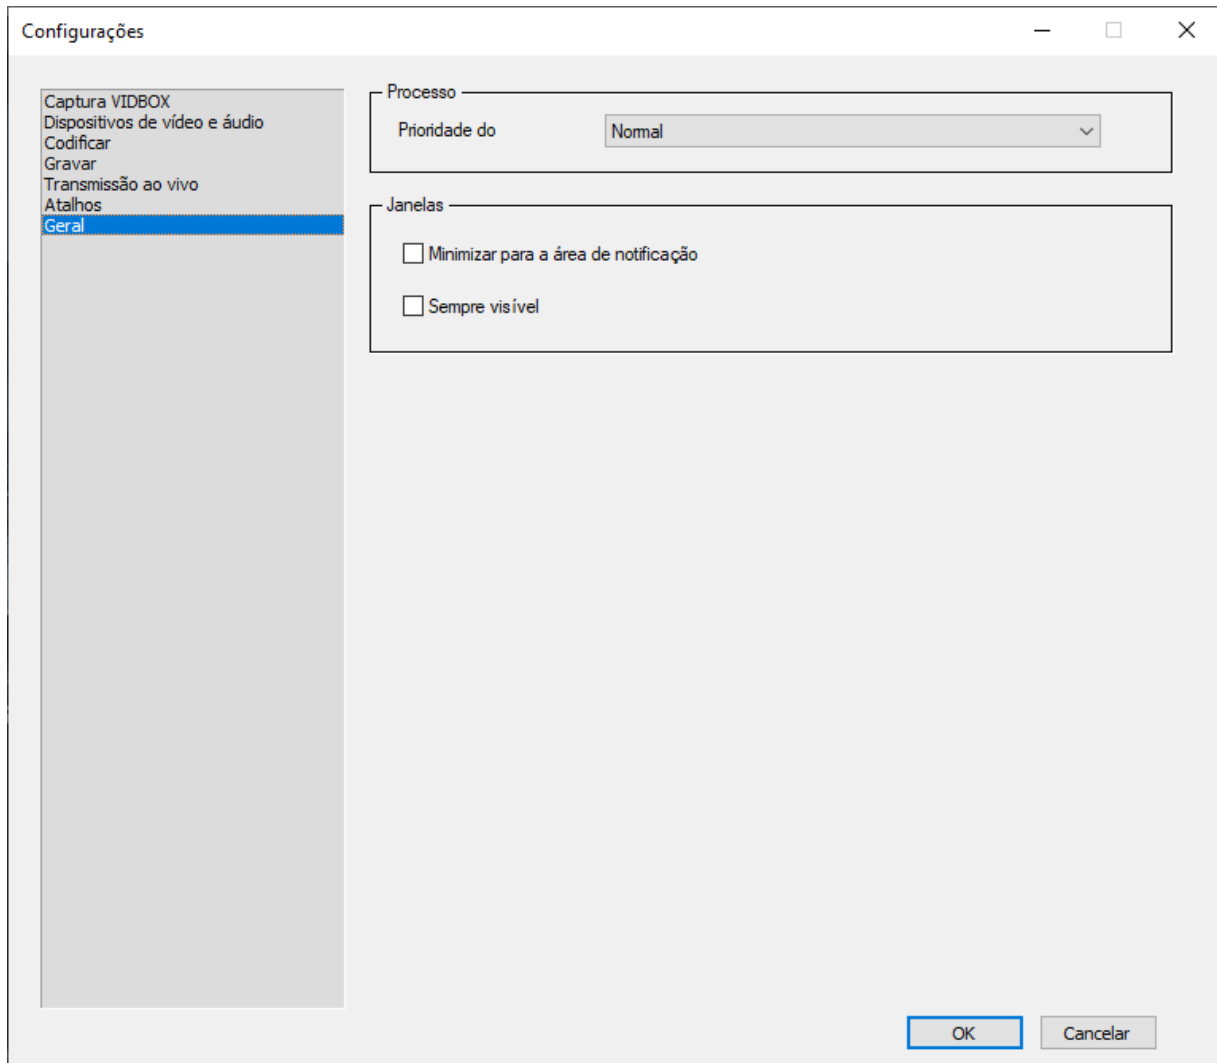 Configurações
Captura VIDBOX
Dispositivos de vídeo e áudio
Codificar
Gravar
Transmissão ao vivo
Atalhos
Geral
Processo
Prioridade do Normal
Janelas
Minimizar para a área de notificação
Sempre visível
OK Cancelar